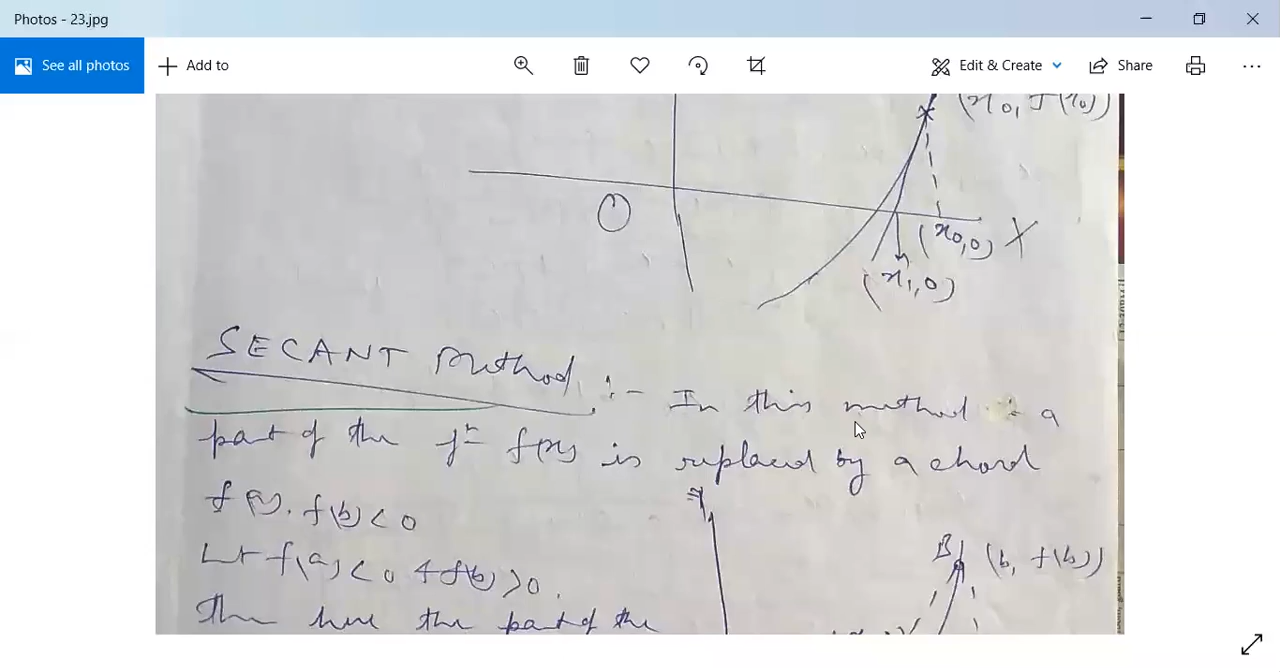 Photos - 23.jpg
See all photos
Add to
Edit & Create
Share
(x0, f(x0))
O
(x0,0) X
(x1,0)
SECANT Method :- In this method a
part of the fn f(x) is replaced by a chord
f(a). f(b) < 0
y
Let f(a) < 0 & f(b) > 0.
B (b, f(b))
then here the part of the